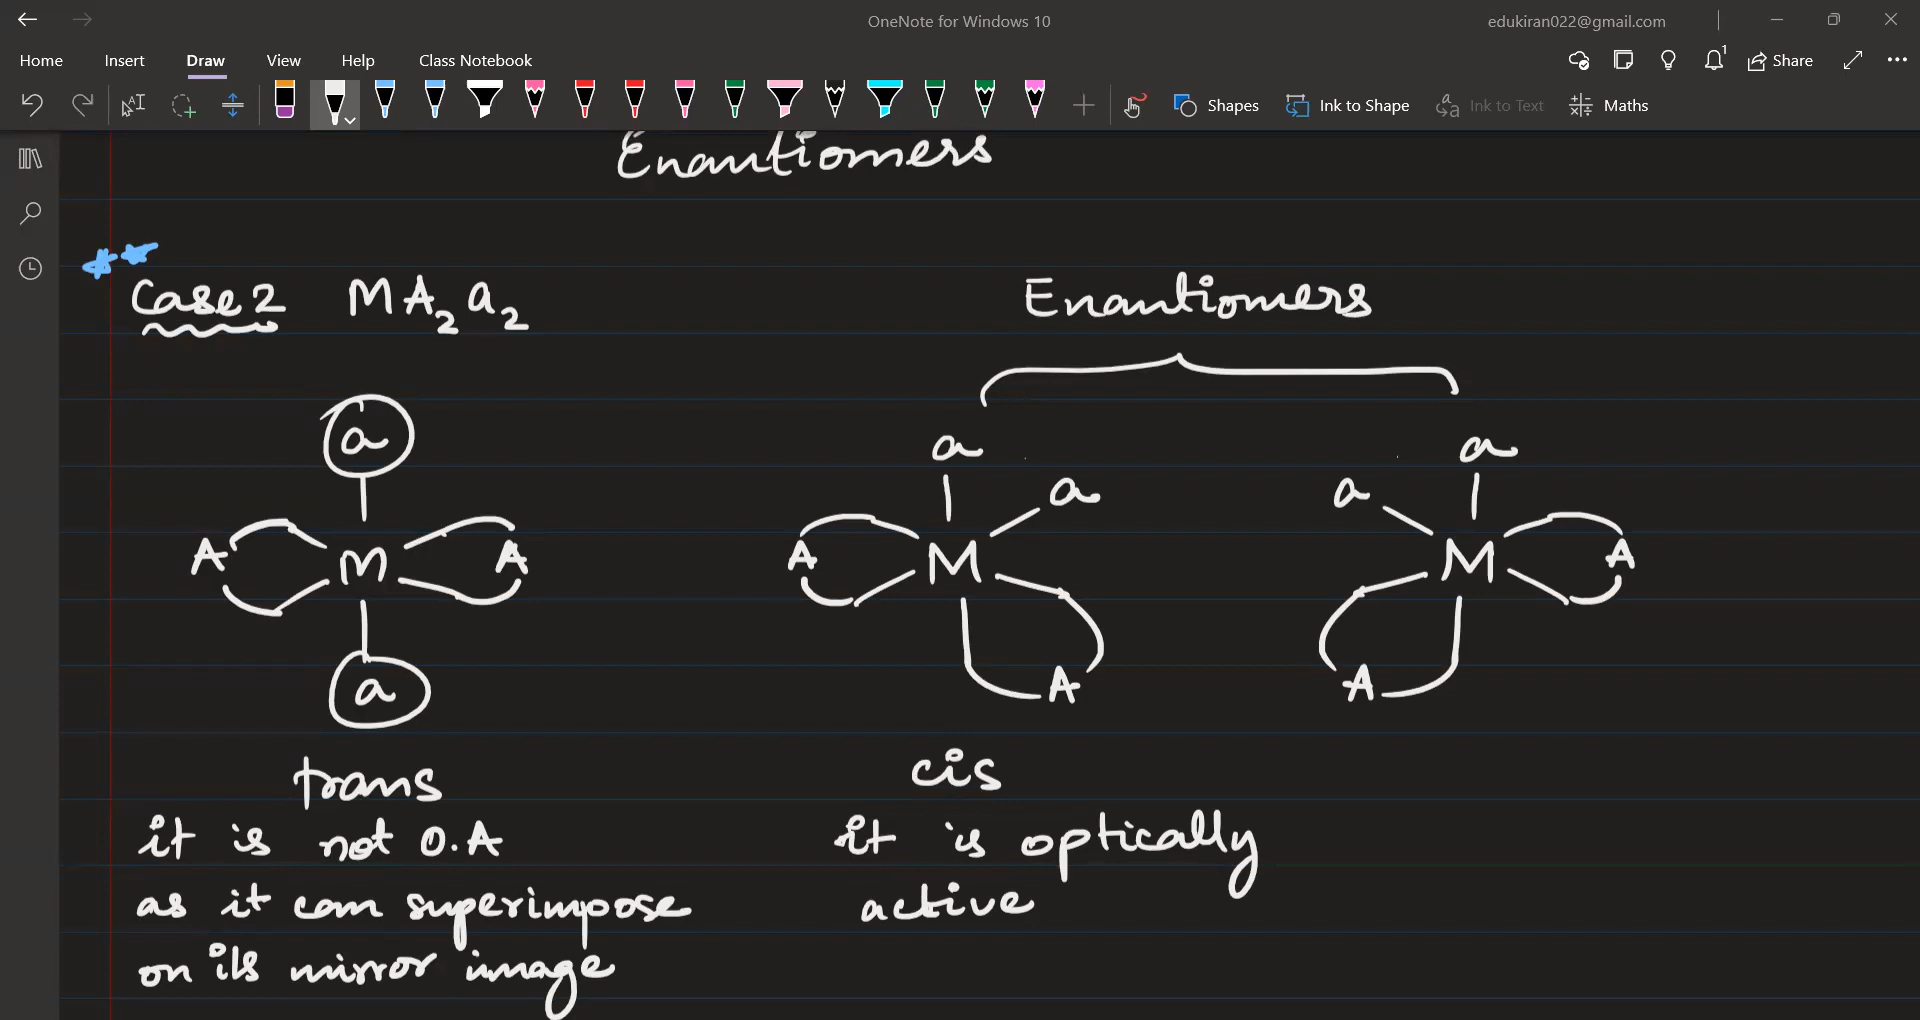 OneNote for Windows 10
edukiran022@gmail.com
Home Insert Draw View Help Class Notebook
1
Share
Shapes Ink to Shape Ink to Text Maths
Enantiomers
Case 2 MA2a2
Enantiomers
a
a a
a a
A M A
A M
M A
a
A A
trans
cis
it is not O.A
it is optically
as it can superimpose
active
on its mirror image